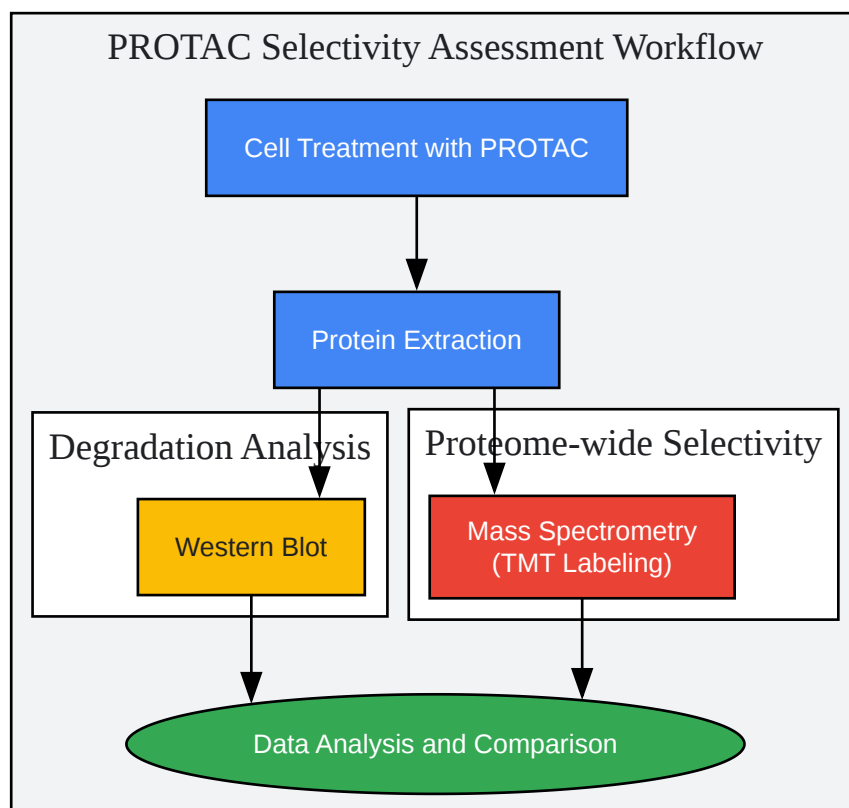 PROTAC Selectivity Assessment Workflow
Cell Treatment with PROTAC
Protein Extraction
Degradation Analysis
Western Blot
Proteome-wide Selectivity
Mass Spectrometry
(TMT Labeling)
Data Analysis and Comparison